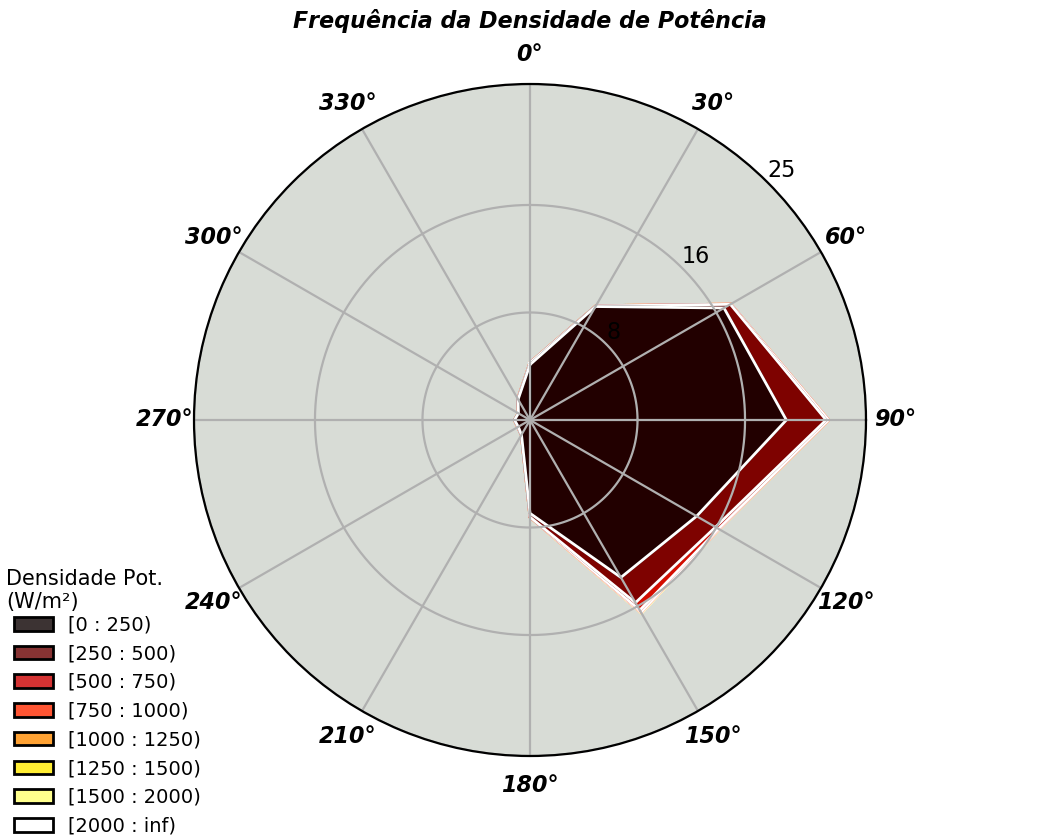 Frequência da Densidade de Potência
0°
330°
30°
25
300°
60°
16
8
270°
90°
240°
120°
210°
150°
180°
Densidade Pot.
(W/m²)
[0 : 250)
[250 : 500)
[500 : 750)
[750 : 1000)
[1000 : 1250)
[1250 : 1500)
[1500 : 2000)
[2000 : inf)